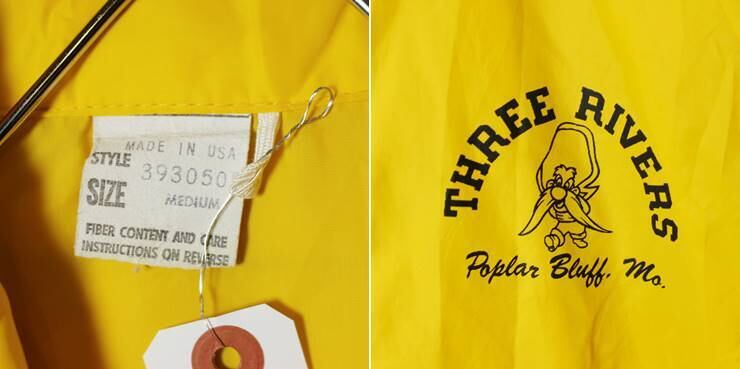 MADE IN USA
STYLE 393050
SIZE MEDIUM
FIBER CONTENT AND CARE
INSTRUCTIONS ON REVERSE
THREE RIVERS
Poplar Bluff, Mo.